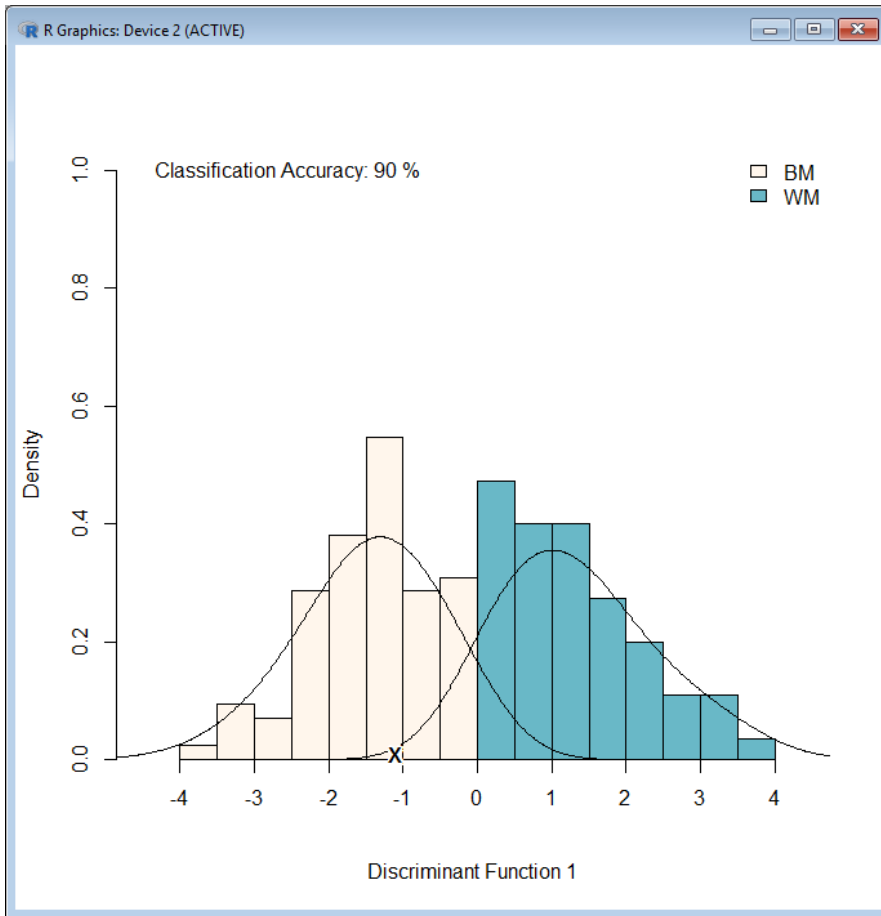 R Graphics: Device 2 (ACTIVE)
Classification Accuracy: 90 %
BM
WM
1.0
0.8
0.6
0.4
0.2
0.0
Density
X
-4 -3 -2 -1 0 1 2 3 4
Discriminant Function 1